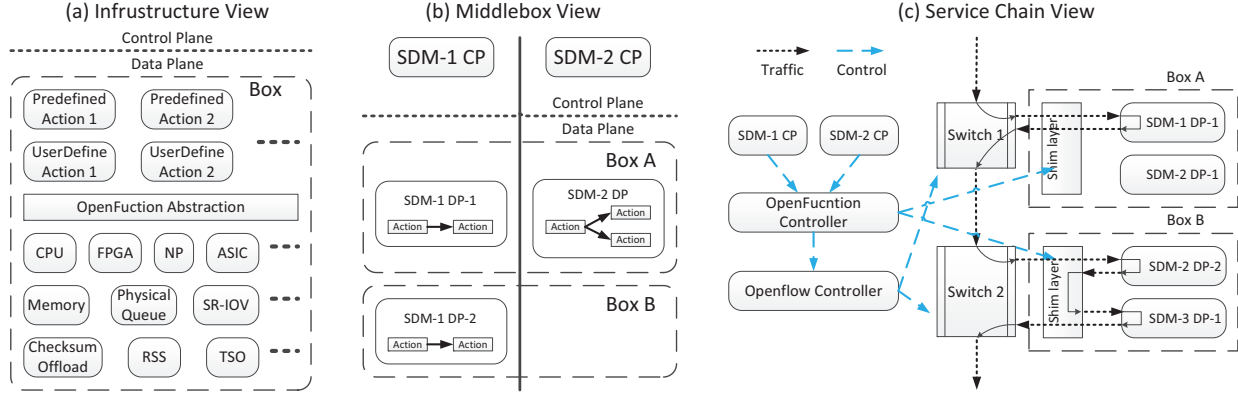 (a) Infrustructure View
Control Plane
Data Plane
Box
Predefined
Action 1
Predefined
Action 2
UserDefine
Action 1
UserDefine
Action 2
OpenFuction Abstraction
CPU
FPGA
NP
ASIC
Memory
Physical
Queue
SR-IOV
Checksum
Offload
RSS
TSO
(b) Middlebox View
SDM-1 CP
SDM-2 CP
Control Plane
Data Plane
Box A
SDM-1 DP-1
Action
Action
SDM-2 DP
Action
Action
Action
Box B
SDM-1 DP-2
Action
Action
(c) Service Chain View
Traffic
Control
SDM-1 CP
SDM-2 CP
OpenFucntion
Controller
Openflow Controller
Switch 1
Switch 2
Box A
Shim layer
SDM-1 DP-1
SDM-2 DP-1
Box B
Shim layer
SDM-2 DP-2
SDM-3 DP-1